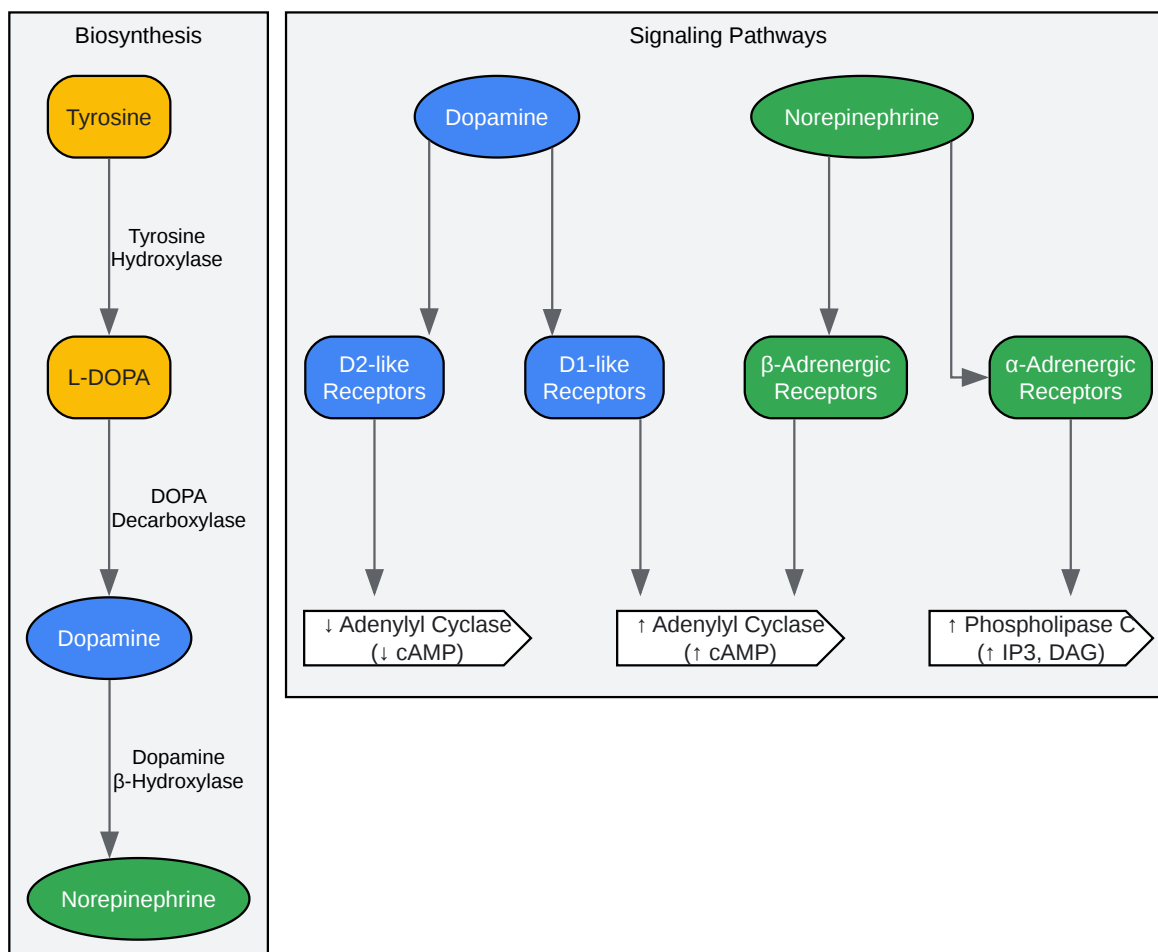 Biosynthesis
Tyrosine
Tyrosine
Hydroxylase
L-DOPA
DOPA
Decarboxylase
Dopamine
Dopamine
β-Hydroxylase
Norepinephrine
Signaling Pathways
Dopamine
Norepinephrine
D2-like
Receptors
D1-like
Receptors
β-Adrenergic
Receptors
α-Adrenergic
Receptors
↓ Adenylyl Cyclase
(↓ cAMP)
↑ Adenylyl Cyclase
(↑ cAMP)
↑ Phospholipase C
(↑ IP3, DAG)